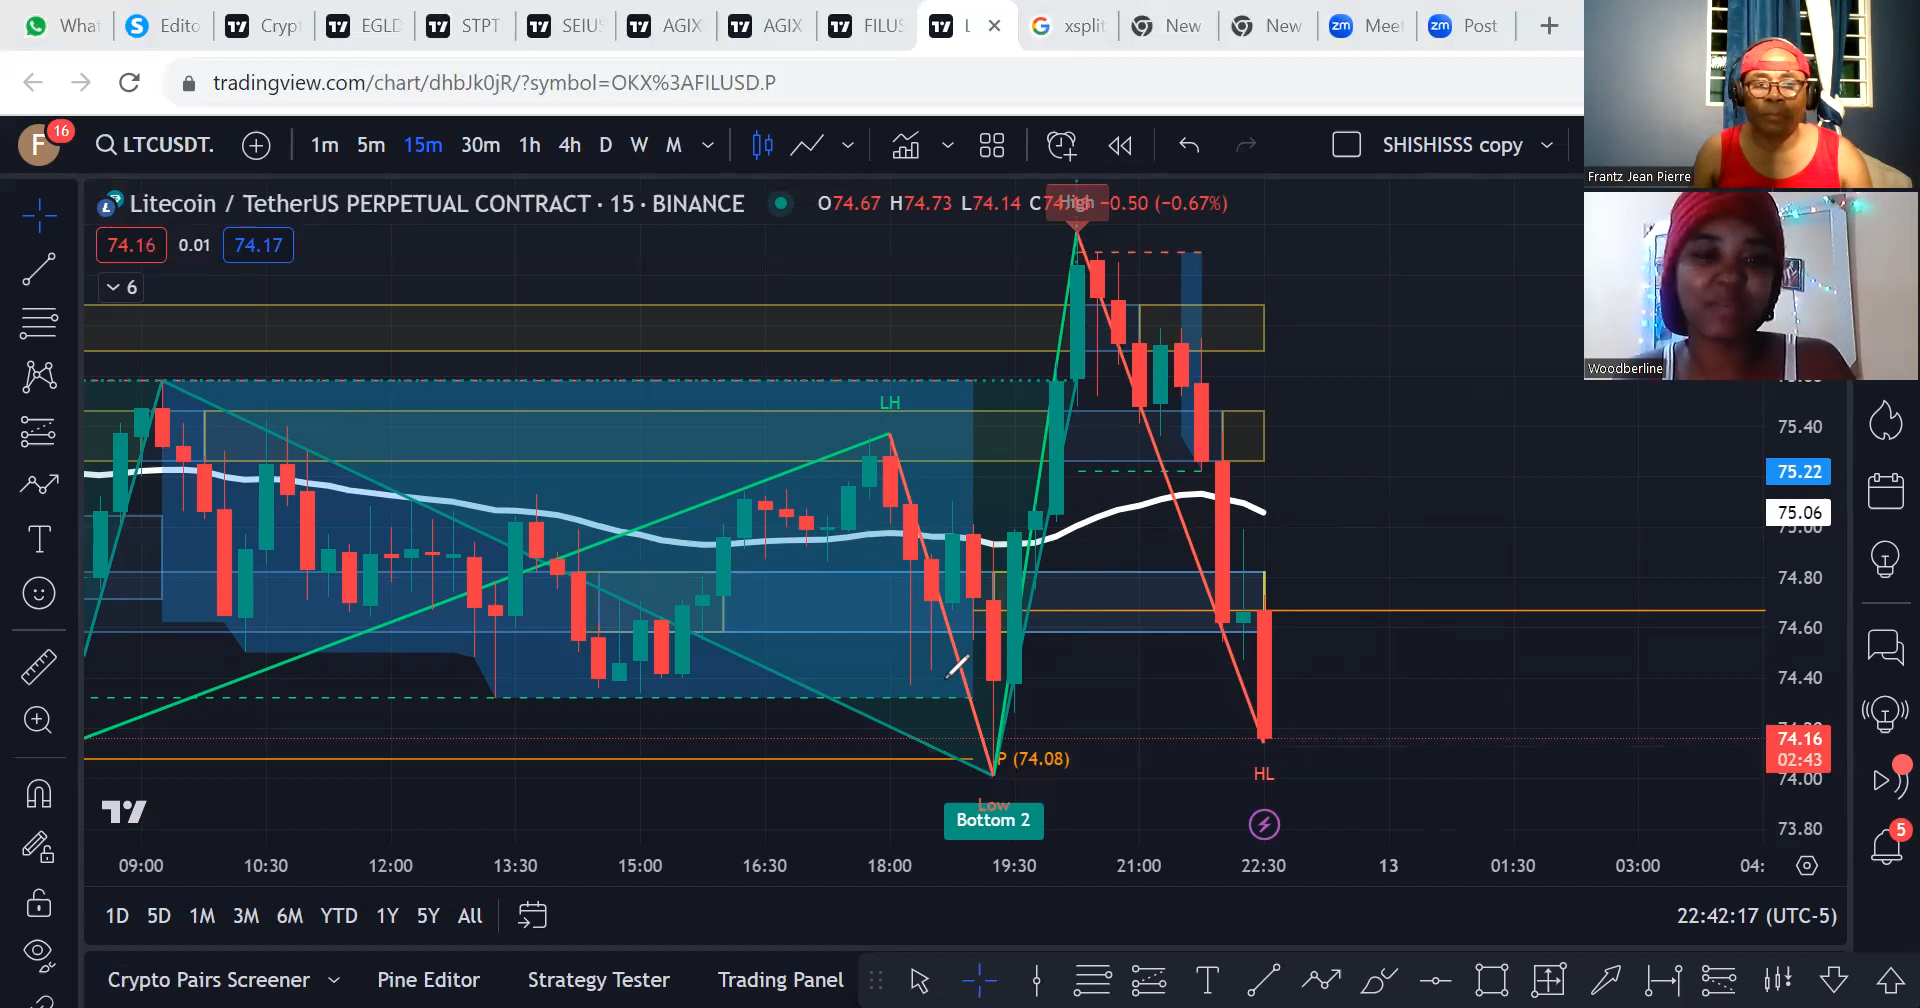 What
Edito
Crypt
EGLD
STPT
SEIUS
AGIX
AGIX
FILUS
L
xsplit
New
New
zm Meet
zm Post
tradingview.com/chart/dhbJk0jR/?symbol=OKX%3AFILUSD.P
F 16
LTCUSDT.
1m 5m 15m 30m 1h 4h D W M
SHISHISSS copy
Frantz Jean Pierre
Litecoin / TetherUS PERPETUAL CONTRACT · 15 · BINANCE
O74.67 H74.73 L74.14 −0.50 (−0.67%)
High
74.16 0.01 74.17
6
Woodberline
LH
75.40
75.22
75.06
75.00
74.80
74.60
74.40
74.16
02:43
74.00
73.80
P (74.08)
HL
Low
Bottom 2
09:00 10:30 12:00 13:30 15:00 16:30 18:00 19:30 21:00 22:30 13 01:30 03:00 04:
1D 5D 1M 3M 6M YTD 1Y 5Y All
22:42:17 (UTC-5)
5
Crypto Pairs Screener Pine Editor Strategy Tester Trading Panel